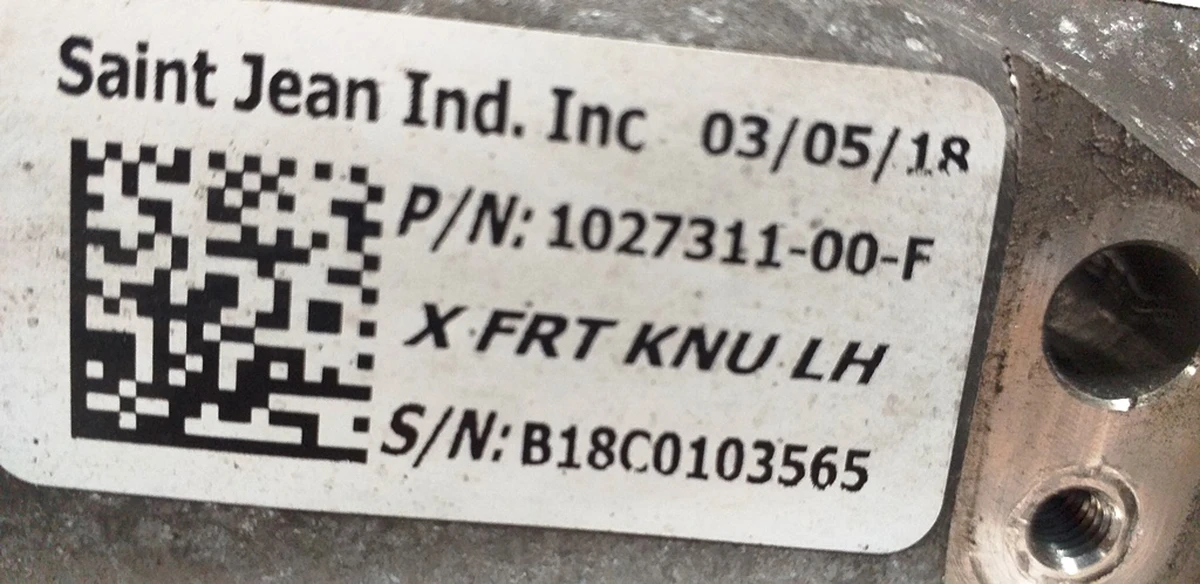 Saint Jean Ind. Inc 03/05/18
P/N: 1027311-00-F
X FRT KNU LH
S/N: B18C0103565